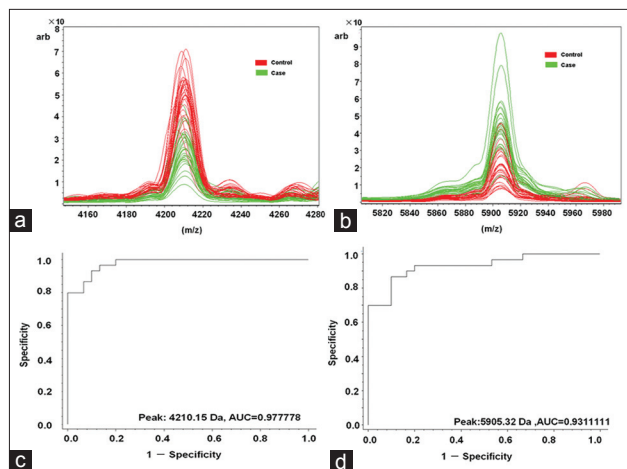 ×10
arb
8
7
6
5
4
3
2
1
Control
Case
4160 4180 4200 4220 4240 4260 4280
(m/z)
a
×10
arb
10
9
8
7
6
5
4
3
2
1
Control
Case
5820 5840 5860 5880 5900 5920 5940 5960 5980
(m/z)
b
Specificity
1.0
0.8
0.6
0.4
0.2
0.0
Peak: 4210.15 Da, AUC=0.977778
0.0 0.2 0.4 0.6 0.8 1.0
1 — Specificity
c
Specificity
1.0
0.8
0.6
0.4
0.2
0.0
Peak:5905.32 Da ,AUC=0.9311111
0.0 0.2 0.4 0.6 0.8 1.0
1 — Specificity
d